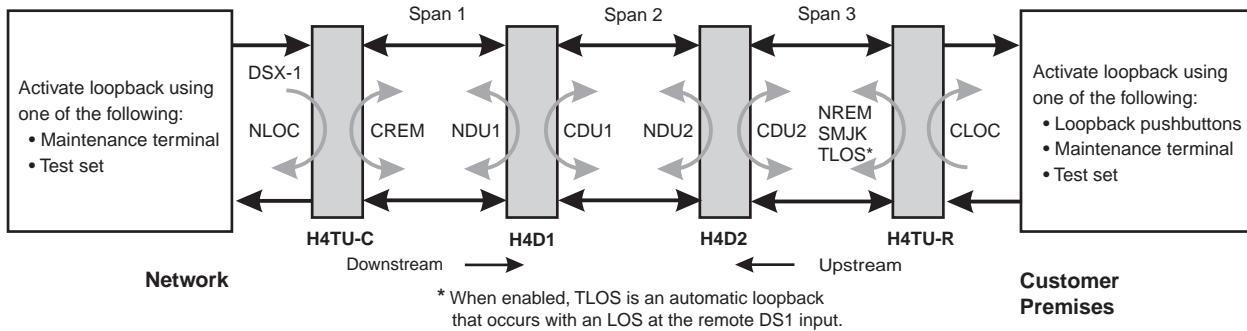 Span 1
Span 2
Span 3
Activate loopback using
one of the following:
• Maintenance terminal
• Test set
DSX-1
NLOC
CREM
NDU1
CDU1
NDU2
CDU2
NREM
SMJK
TLOS*
CLOC
Activate loopback using
one of the following:
• Loopback pushbuttons
• Maintenance terminal
• Test set
H4TU-C
H4D1
H4D2
H4TU-R
Network
Downstream
Upstream
Customer
Premises
* When enabled, TLOS is an automatic loopback
that occurs with an LOS at the remote DS1 input.